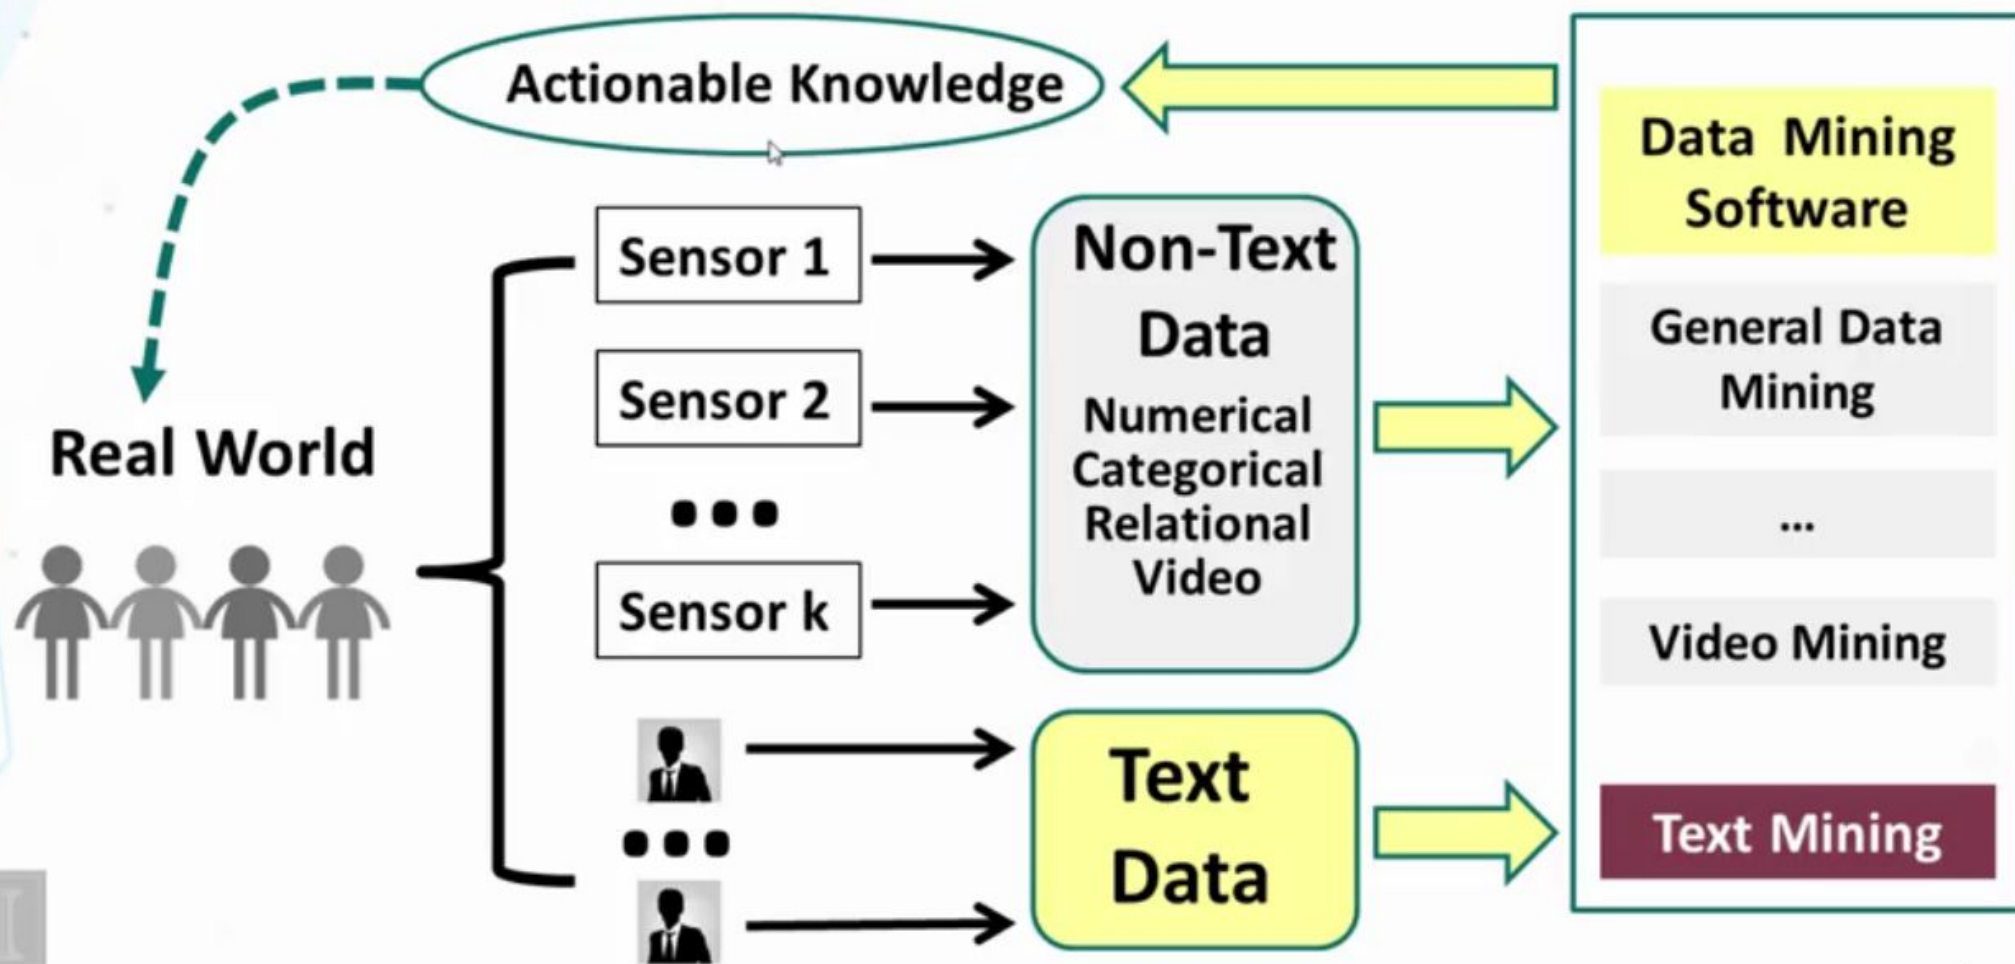 Actionable Knowledge
Real World
Sensor 1
Sensor 2
•••
Sensor k
•••
Non-Text
Data
Numerical
Categorical
Relational
Video
Text
Data
Data Mining
Software
General Data
Mining
...
Video Mining
Text Mining